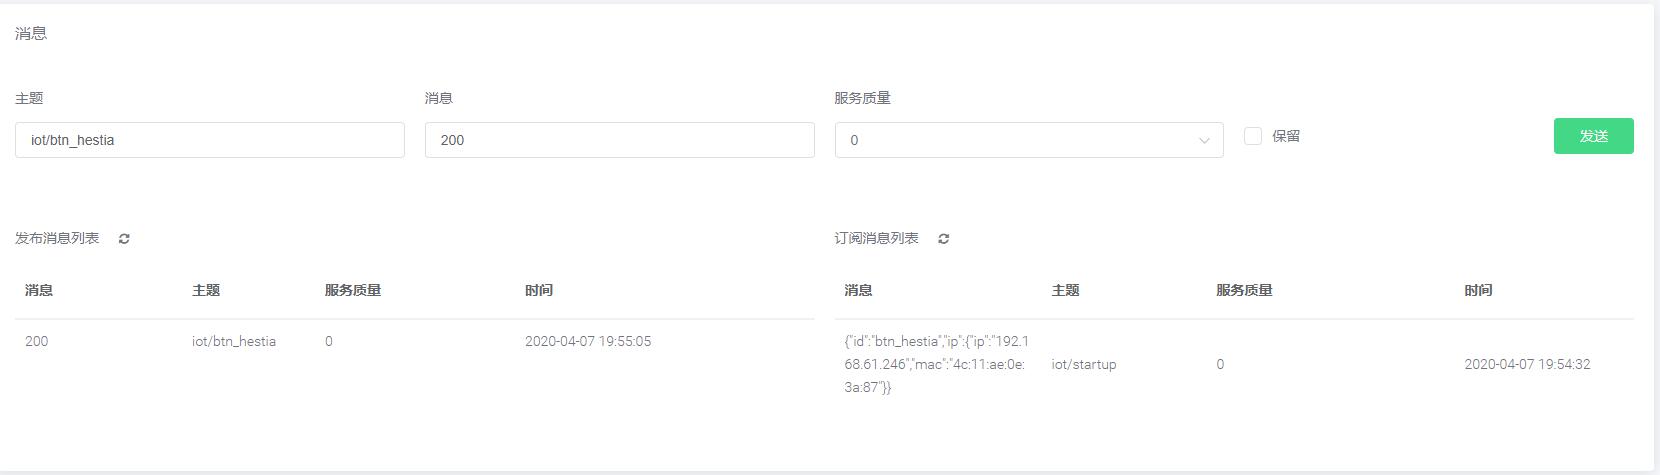 消息
主题 消息 服务质量
iot/btn_hestia 200 0 保留 发送
发布消息列表 订阅消息列表
消息 主题 服务质量 时间 消息 主题 服务质量 时间
200 iot/btn_hestia 0 2020-04-07 19:55:05
{"id":"btn_hestia","ip":{"ip":"192.1
68.61.246","mac":"4c:11:ae:0e:
3a:87"}}
iot/startup 0 2020-04-07 19:54:32